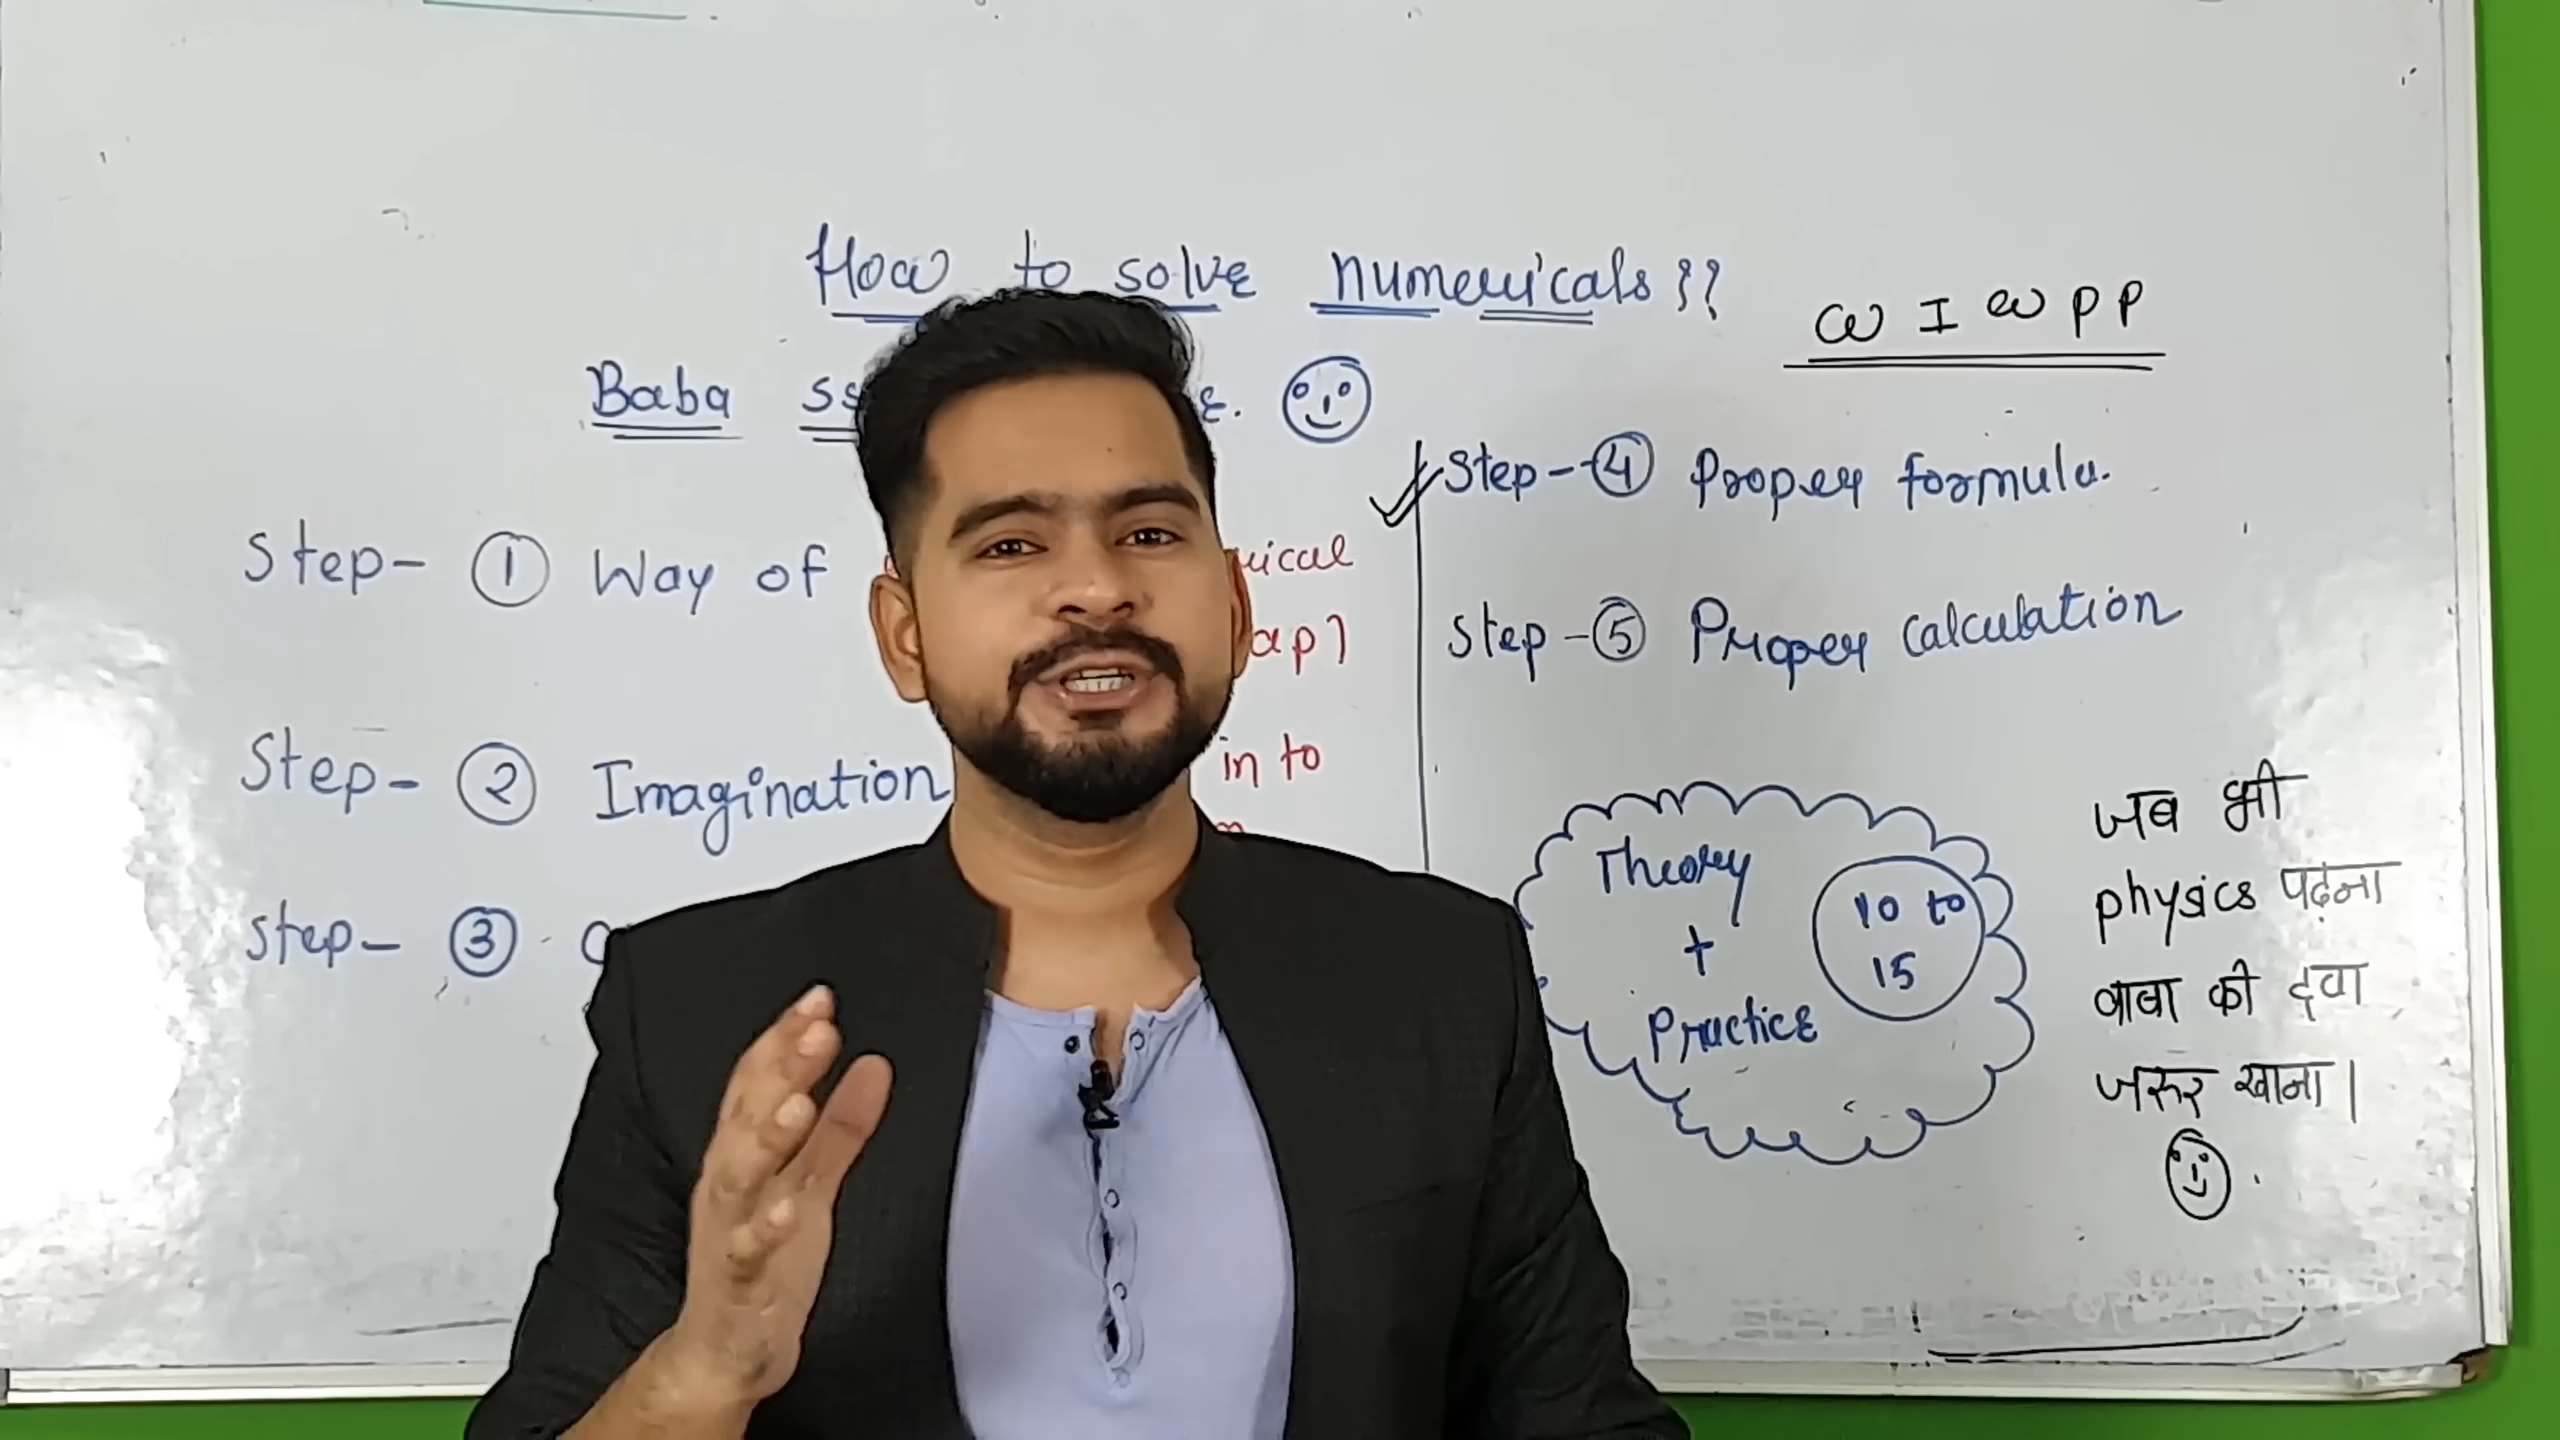 How to solve numericals ??
W I W P P
Baba
Step- 1 Way of
Step- 2 Imagination in to
Step- 3
Step- 4 Proper formula.
Step - 5 Proper calculation
Theory
+
Practice
10 to
15
जब भी
physics पढ़ना
बाबा की दवा
जरूर खाना।